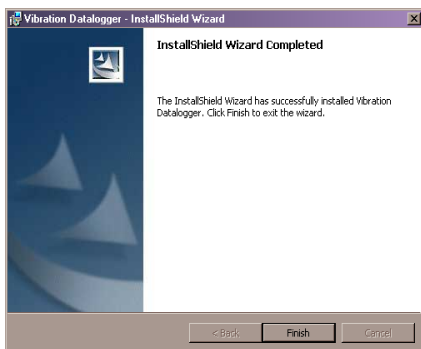 Vibration Datalogger - InstallShield Wizard
InstallShield Wizard Completed
The InstallShield Wizard has successfully installed Vibration
Datalogger. Click Finish to exit the wizard.
< Back
Finish
Cancel